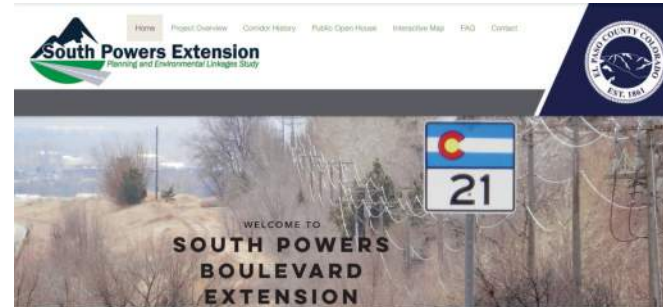 Home Project Overview Corridor History Public Open House Interactive Map FAQ Contact
South Powers Extension
Planning and Environmental Linkages Study
EL PASO COUNTY COLORADO
EST. 1861
21
WELCOME TO
SOUTH POWERS
BOULEVARD
EXTENSION